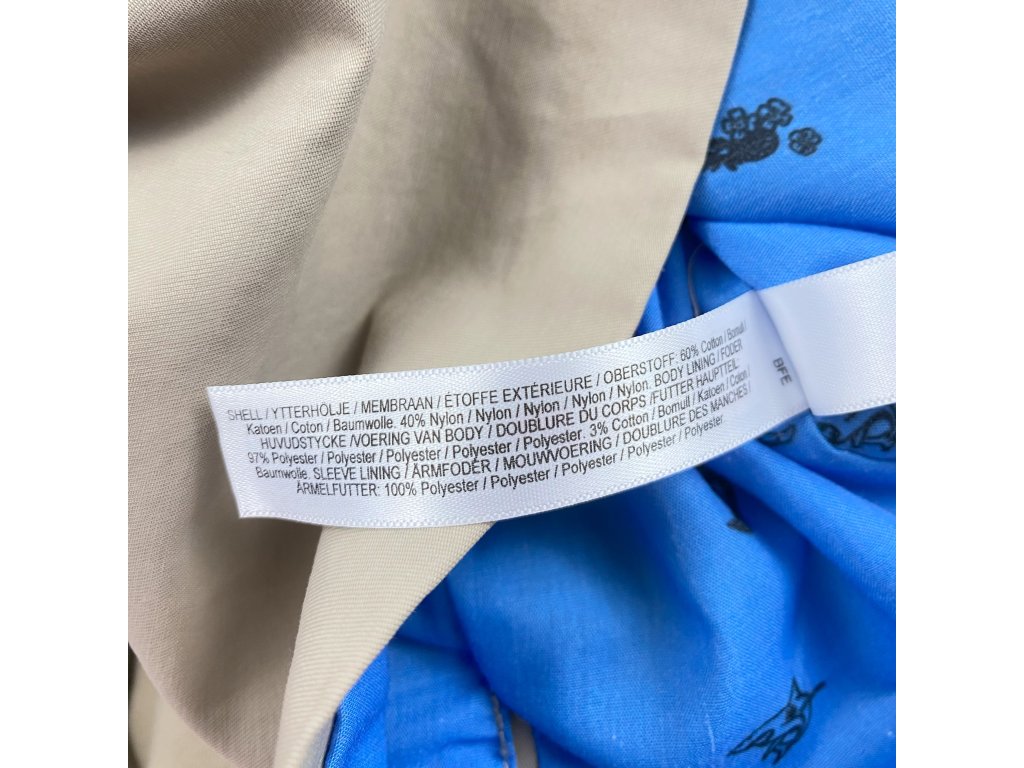 SHELL / YTTERHÖLJE / MEMBRAAN / ÉTOFFE EXTÉRIEURE / OBERSTOFF: 60% Cotton / Bomull /
Katoen / Coton / Baumwolle. 40% Nylon / Nylon / Nylon / Nylon / Nylon. BODY LINING / FODER
HUVUDSTYCKE /VOERING VAN BODY / DOUBLURE DU CORPS /FUTTER HAUPTTEIL:
97% Polyester / Polyester / Polyester / Polyester / Polyester. 3% Cotton / Bomull / Katoen / Coton /
Baumwolle. SLEEVE LINING / ÄRMFODER / MOUWVOERING / DOUBLURE DES MANCHES /
ÄRMELFUTTER: 100% Polyester / Polyester / Polyester / Polyester
BFE